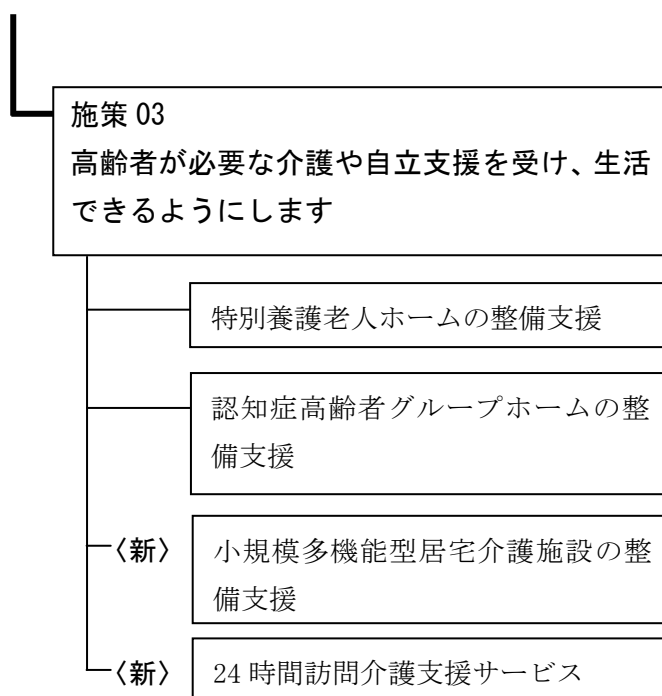 施策 03
高齢者が必要な介護や自立支援を受け、生活
できるようにします
特別養護老人ホームの整備支援
認知症高齢者グループホームの整
備支援
〈新〉 小規模多機能型居宅介護施設の整
備支援
〈新〉 24 時間訪問介護支援サービス